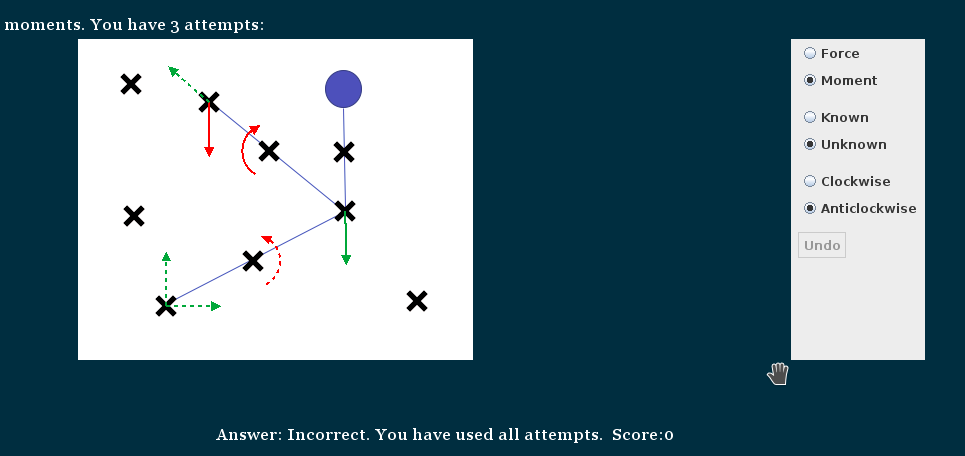 moments. You have 3 attempts:
Force
Moment
Known
Unknown
Clockwise
Anticlockwise
Undo
Answer: Incorrect. You have used all attempts. Score:0